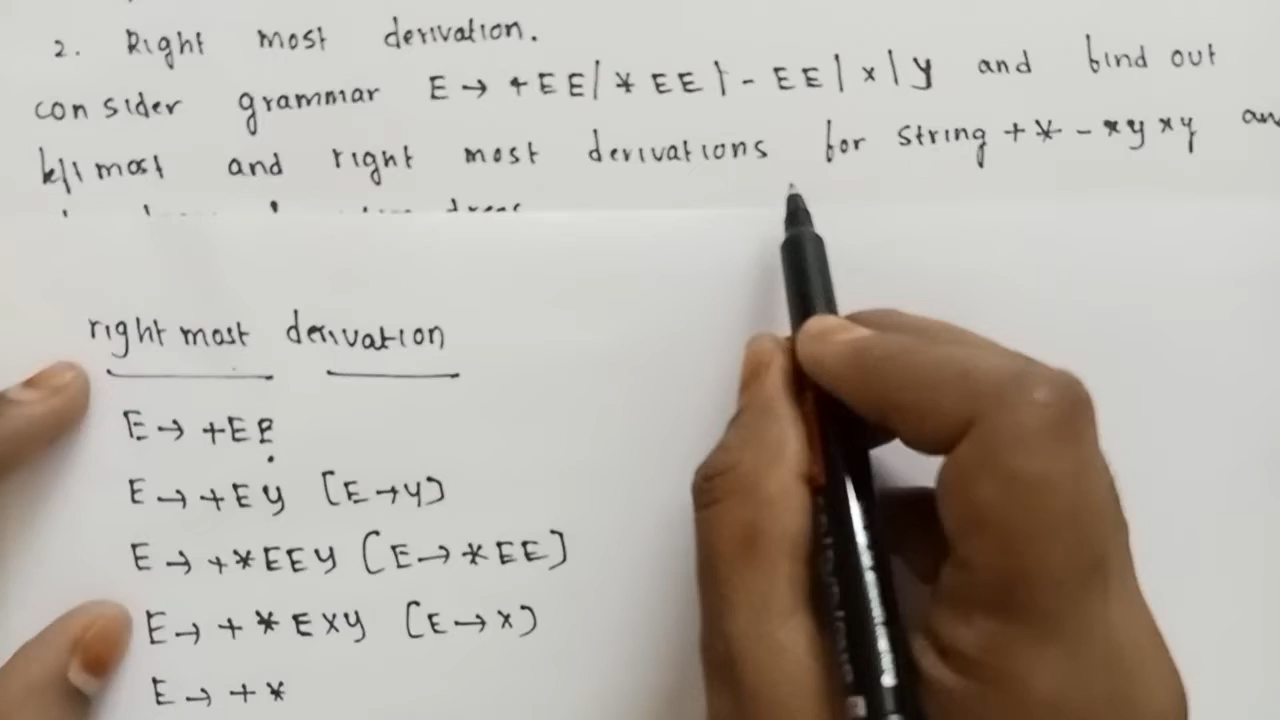 2. Right most derivation.
consider grammar E → +EE | * EE | - EE | x | y and find out
left most and right most derivations for string + * - xyxy an
right most derivation
E → +EE
E → +Ey [E → y]
E → +*EEy [E → *EE]
E → +*Exy [E → x]
E → +*